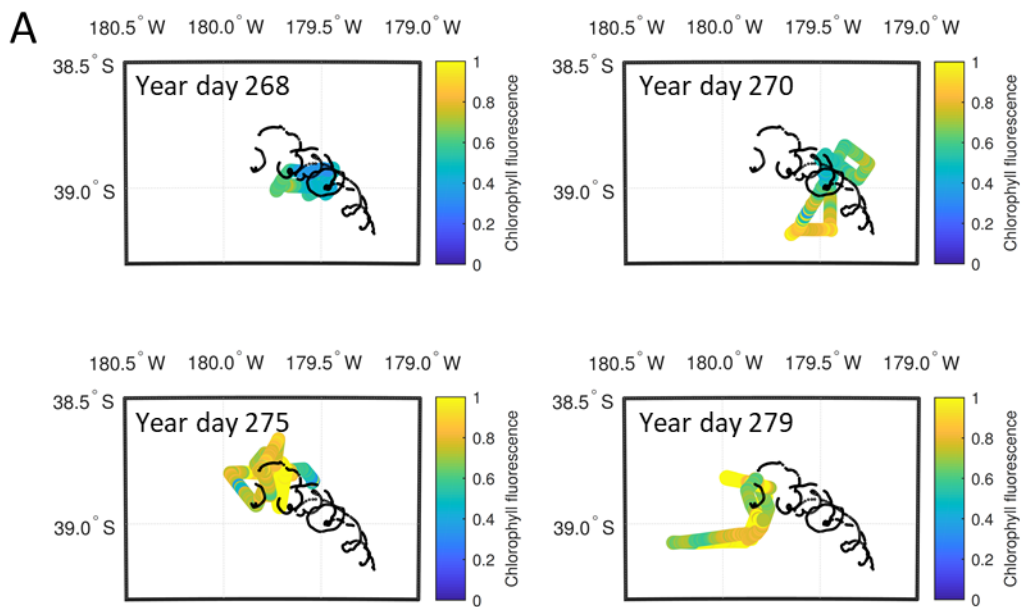 A
180.5°W 180.0°W 179.5°W 179.0°W
38.5°S
39.0°S
Year day 268
1
0.8
0.6
0.4
0.2
0
Chlorophyll fluorescence
180.5°W 180.0°W 179.5°W 179.0°W
38.5°S
39.0°S
Year day 270
1
0.8
0.6
0.4
0.2
0
Chlorophyll fluorescence
180.5°W 180.0°W 179.5°W 179.0°W
38.5°S
39.0°S
Year day 275
1
0.8
0.6
0.4
0.2
0
Chlorophyll fluorescence
180.5°W 180.0°W 179.5°W 179.0°W
38.5°S
39.0°S
Year day 279
1
0.8
0.6
0.4
0.2
0
Chlorophyll fluorescence